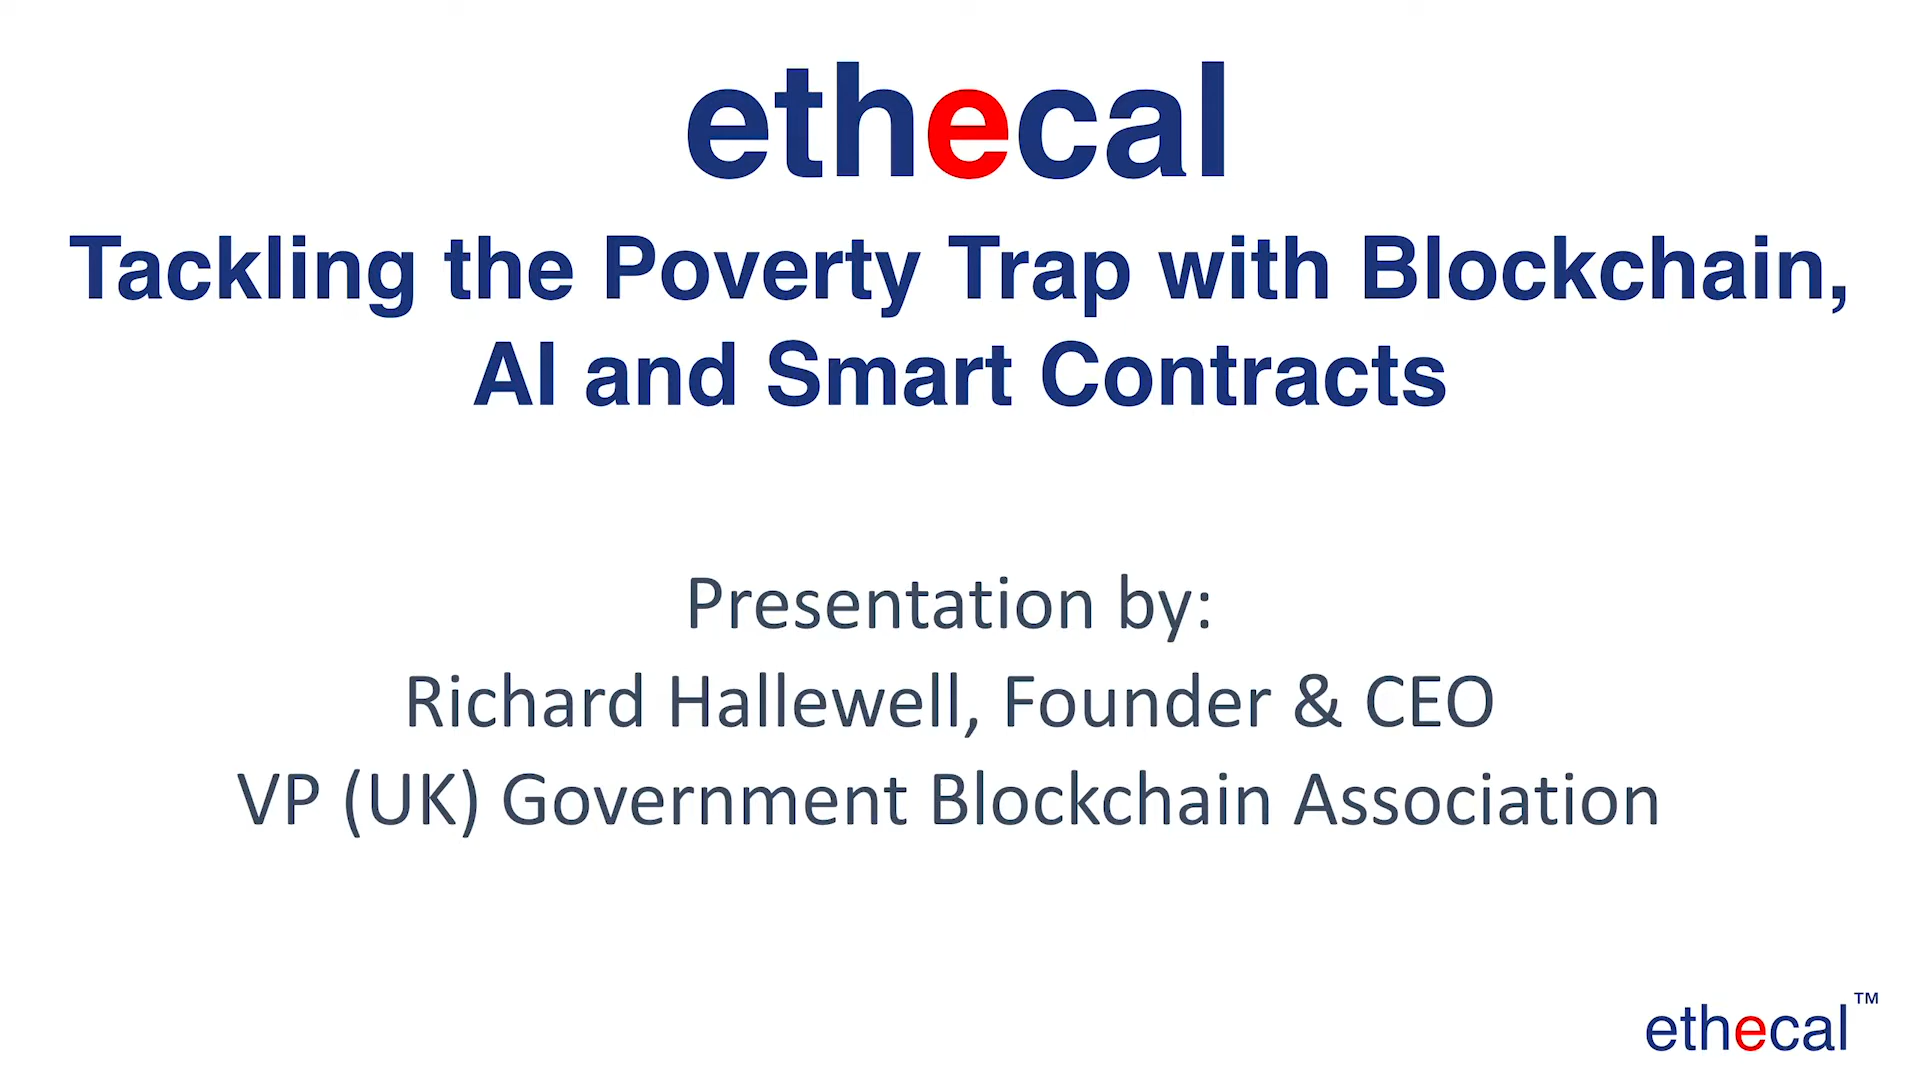 ethecal
Tackling the Poverty Trap with Blockchain,
AI and Smart Contracts
Presentation by:
Richard Hallewell, Founder & CEO
VP (UK) Government Blockchain Association
ethecal™